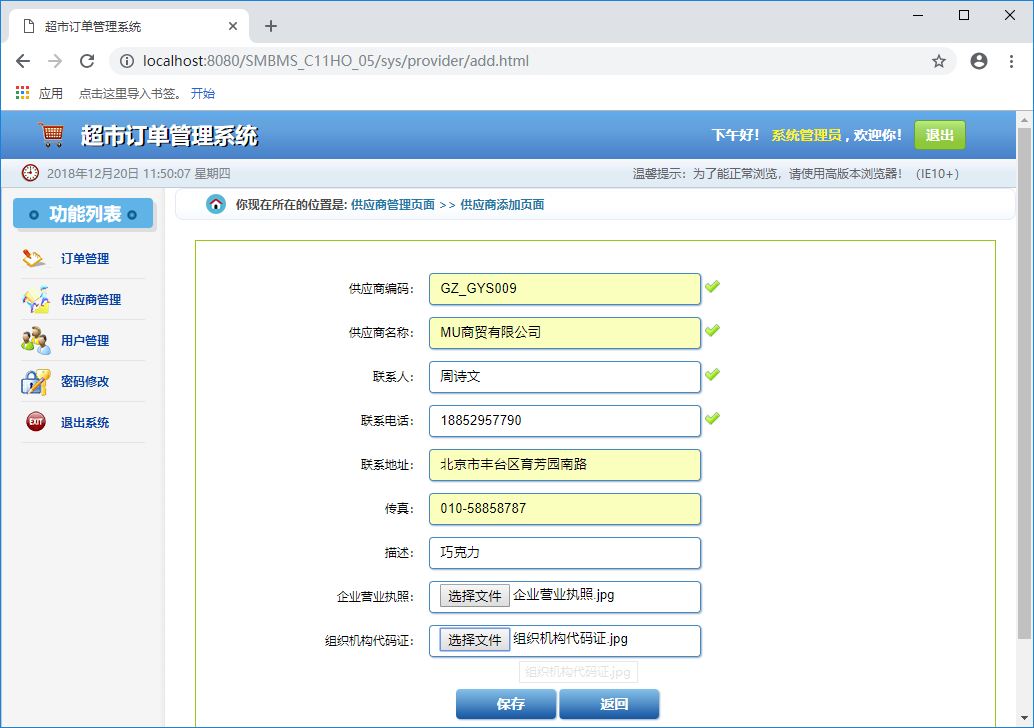 超市订单管理系统
localhost:8080/SMBMS_C11HO_05/sys/provider/add.html
应用 点击这里导入书签。 开始
超市订单管理系统 下午好! 系统管理员 , 欢迎你! 退出
2018年12月20日 11:50:07 星期四 温馨提示: 为了能正常浏览, 请使用高版本浏览器! (IE10+)
功能列表
你现在所在的位置是: 供应商管理页面 >> 供应商添加页面
订单管理
供应商管理
用户管理
密码修改
EXIT 退出系统
供应商编码: GZ_GYS009
供应商名称: MU商贸有限公司
联系人: 周诗文
联系电话: 18852957790
联系地址: 北京市丰台区育芳园南路
传真: 010-58858787
描述: 巧克力
企业营业执照: 选择文件 企业营业执照.jpg
组织机构代码证: 选择文件 组织机构代码证.jpg
组织机构代码证.jpg
保存 返回